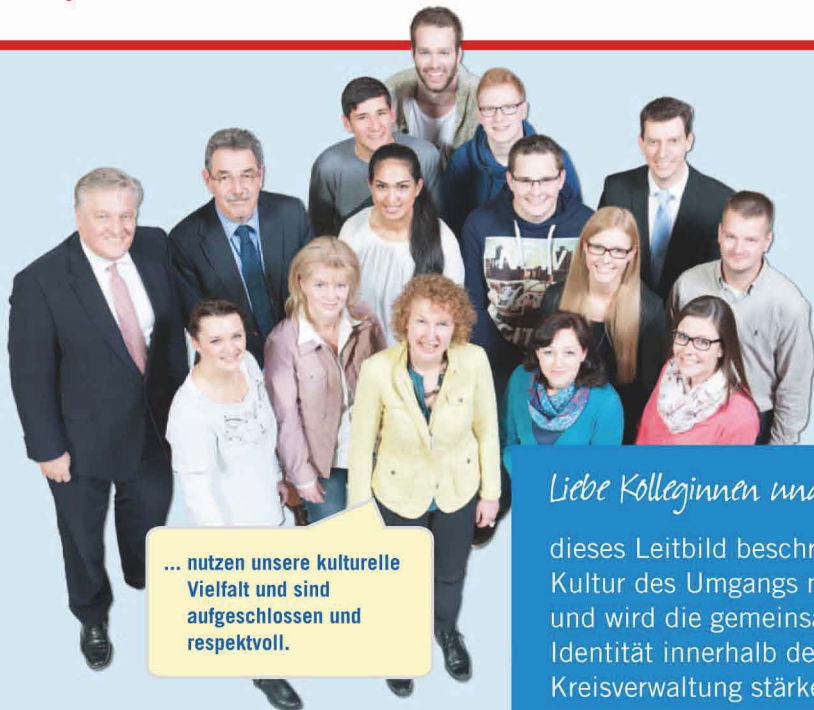 ... nutzen unsere kulturelle
Vielfalt und sind
aufgeschlossen und
respektvoll.
Liebe Kolleginnen und
dieses Leitbild
Kultur des Umgangs
und wird die
Identität innerhalb
Kreisverwaltung